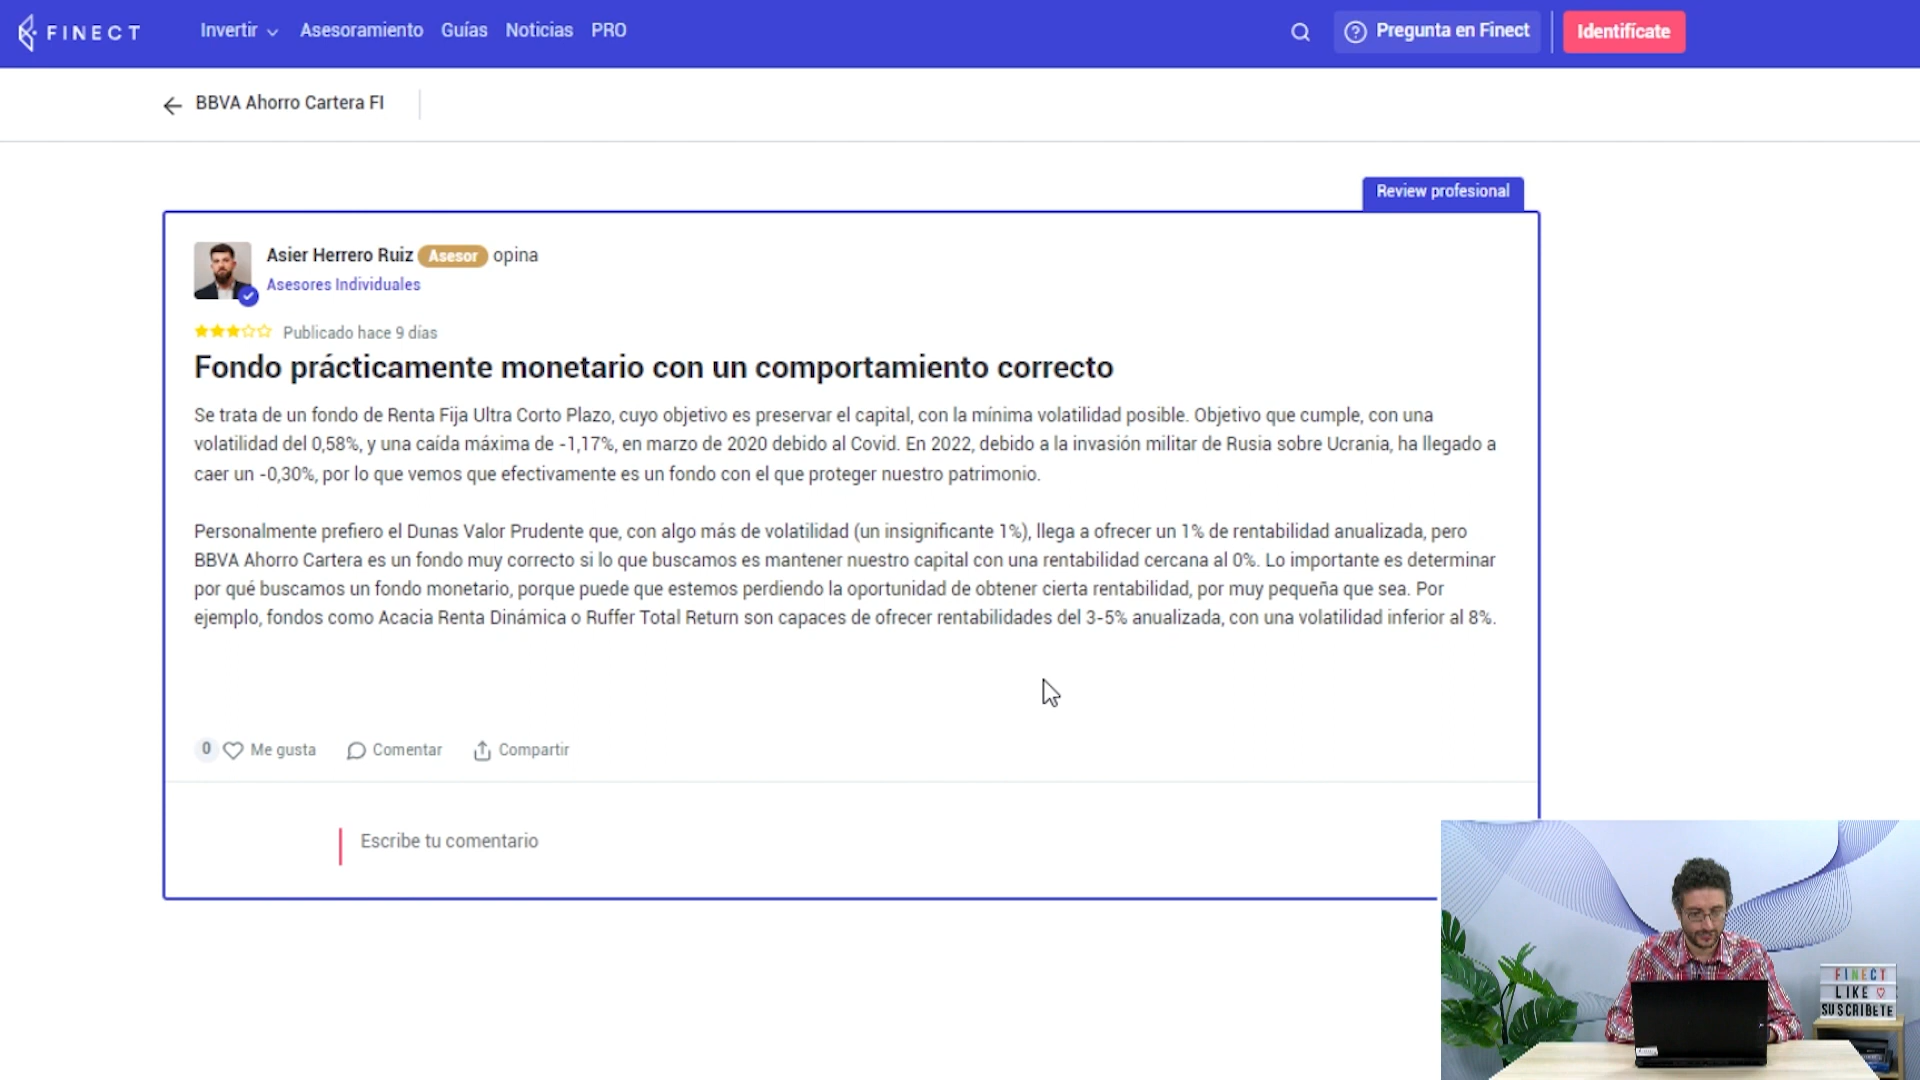 FINECT
Invertir
Asesoramiento
Guías
Noticias
PRO
Pregunta en Finect
Identifícate
BBVA Ahorro Cartera FI
Review profesional
Asier Herrero Ruiz Asesor opina
Asesores Individuales
Publicado hace 9 días
Fondo prácticamente monetario con un comportamiento correcto
Se trata de un fondo de Renta Fija Ultra Corto Plazo, cuyo objetivo es preservar el capital, con la mínima volatilidad posible. Objetivo que cumple, con una
volatilidad del 0,58%, y una caída máxima de -1,17%, en marzo de 2020 debido al Covid. En 2022, debido a la invasión militar de Rusia sobre Ucrania, ha llegado a
caer un -0,30%, por lo que vemos que efectivamente es un fondo con el que proteger nuestro patrimonio.
Personalmente prefiero el Dunas Valor Prudente que, con algo más de volatilidad (un insignificante 1%), llega a ofrecer un 1% de rentabilidad anualizada, pero
BBVA Ahorro Cartera es un fondo muy correcto si lo que buscamos es mantener nuestro capital con una rentabilidad cercana al 0%. Lo importante es determinar
por qué buscamos un fondo monetario, porque puede que estemos perdiendo la oportunidad de obtener cierta rentabilidad, por muy pequeña que sea. Por
ejemplo, fondos como Acacia Renta Dinámica o Ruffer Total Return son capaces de ofrecer rentabilidades del 3-5% anualizada, con una volatilidad inferior al 8%.
0 Me gusta
Comentar
Compartir
Escribe tu comentario
FINECT
LIKE
SUSCRIBETE